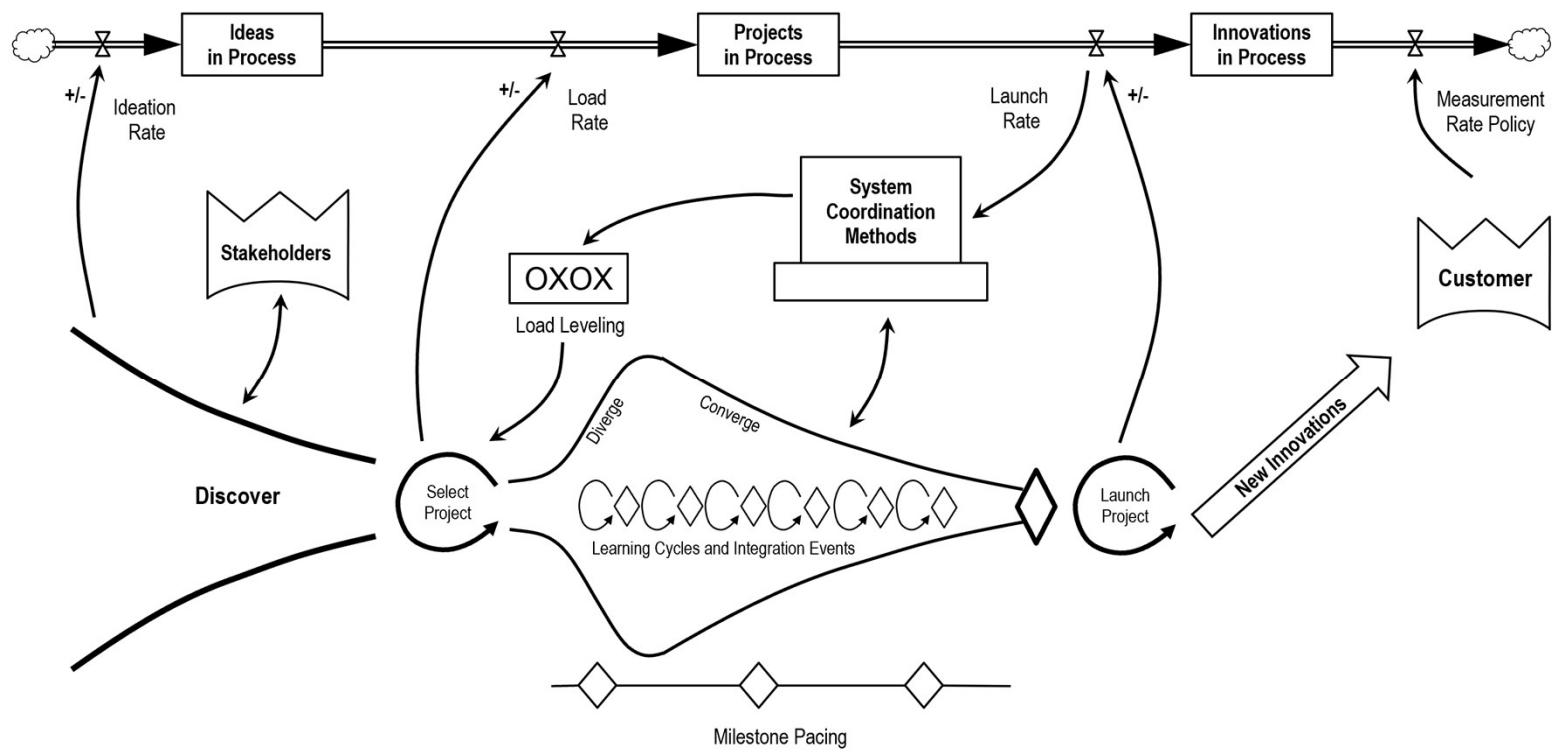 Ideas
in Process
Projects
in Process
Innovations
in Process
+/-
Ideation
Rate
+/-
Load
Rate
Launch
Rate
+/-
Measurement
Rate Policy
Stakeholders
System
Coordination
Methods
OXOX
Load Leveling
Customer
Diverge
Converge
New Innovations
Discover
Select
Project
Launch
Project
Learning Cycles and Integration Events
Milestone Pacing